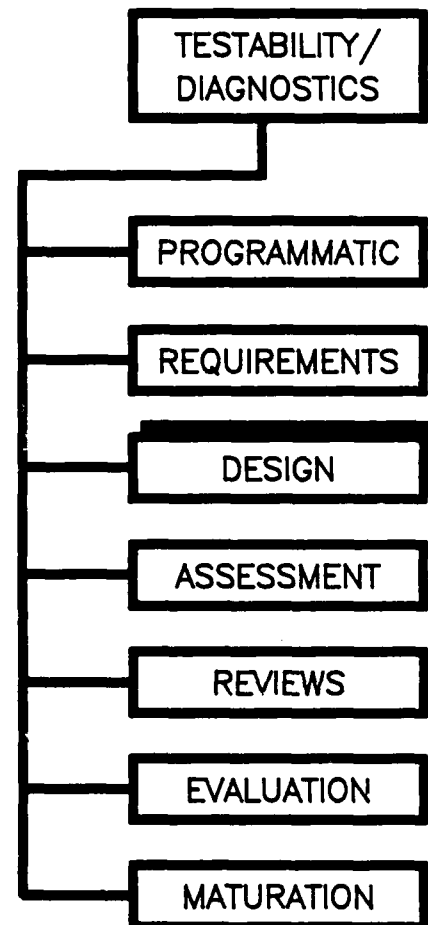 TESTABILITY/
DIAGNOSTICS
PROGRAMMATIC
REQUIREMENTS
DESIGN
ASSESSMENT
REVIEWS
EVALUATION
MATURATION